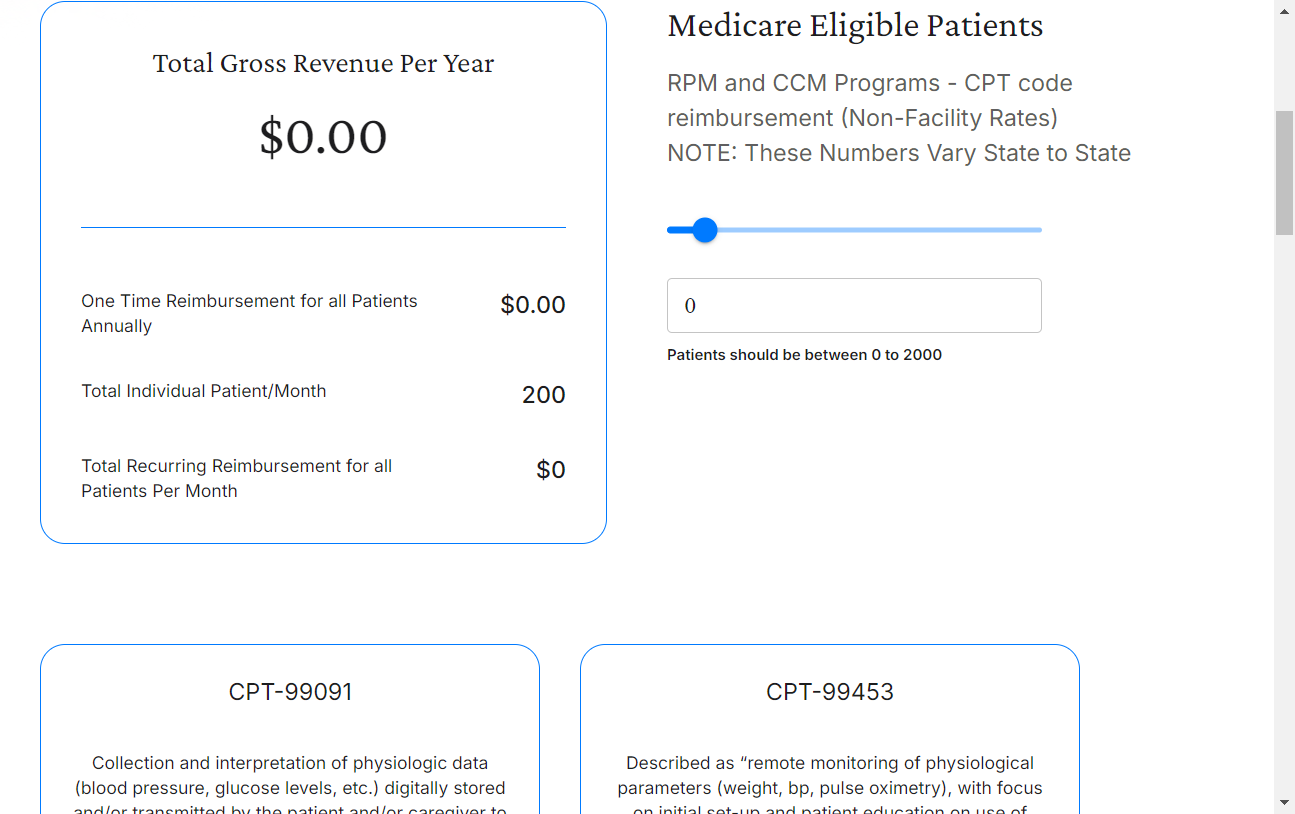 Total Gross Revenue Per Year
$0.00
One Time Reimbursement for all Patients
Annually
$0.00
Total Individual Patient/Month
200
Total Recurring Reimbursement for all
Patients Per Month
$0
Medicare Eligible Patients
RPM and CCM Programs - CPT code
reimbursement (Non-Facility Rates)
NOTE: These Numbers Vary State to State
0
Patients should be between 0 to 2000
CPT-99091
Collection and interpretation of physiologic data
(blood pressure, glucose levels, etc.) digitally stored
and/or transmitted by the patient and/or caregiver to
CPT-99453
Described as “remote monitoring of physiological
parameters (weight, bp, pulse oximetry), with focus
on initial set-up and patient education on use of